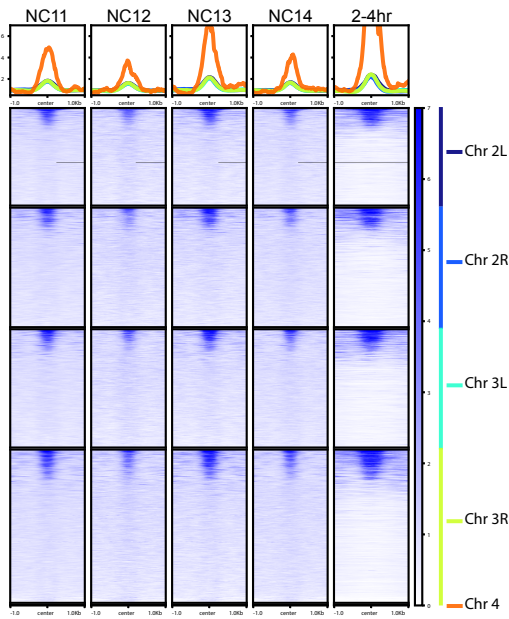 NC11 NC12 NC13 NC14 2-4hr
6
4
2
-1.0 center 1.0Kb -1.0 center 1.0Kb -1.0 center 1.0Kb -1.0 center 1.0Kb -1.0 center 1.0Kb
7
6
5
4
3
2
1
0
Chr 2L
Chr 2R
Chr 3L
Chr 3R
Chr 4
-1.0 center 1.0Kb -1.0 center 1.0Kb -1.0 center 1.0Kb -1.0 center 1.0Kb -1.0 center 1.0Kb